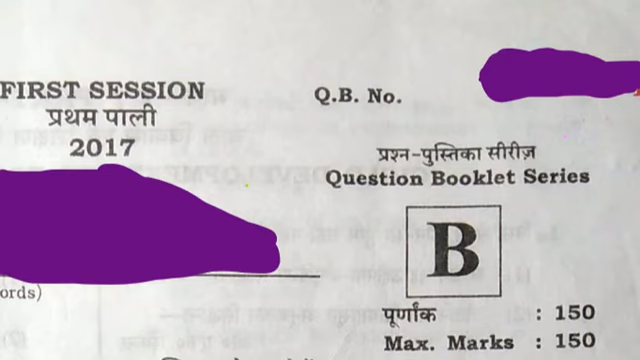 FIRST SESSION
प्रथम पाली
2017
Q.B. No.
प्रश्न-पुस्तिका सीरीज़
Question Booklet Series
B
ords)
पूर्णांक : 150
Max. Marks : 150